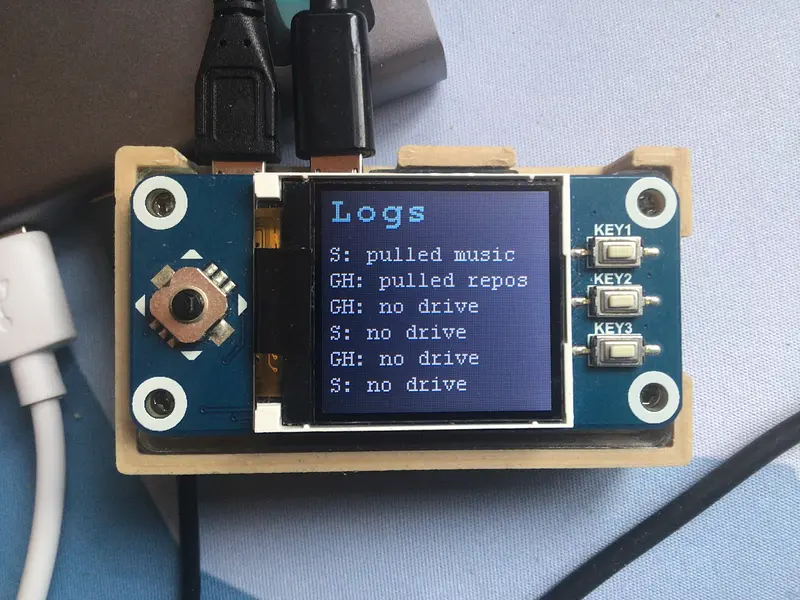 Logs
S: pulled music
GH: pulled repos
GH: no drive
S: no drive
GH: no drive
S: no drive
KEY1
KEY2
KEY3